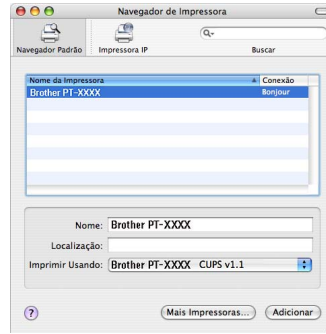 Navegador de Impressora
Navegador Padrão Impressora IP Buscar
Nome da Impressora Conexão
Brother PT-XXXX Bonjour
Nome: Brother PT-XXXX
Localização:
Imprimir Usando: Brother PT-XXXX CUPS v1.1
? Mais Impressoras... Adicionar